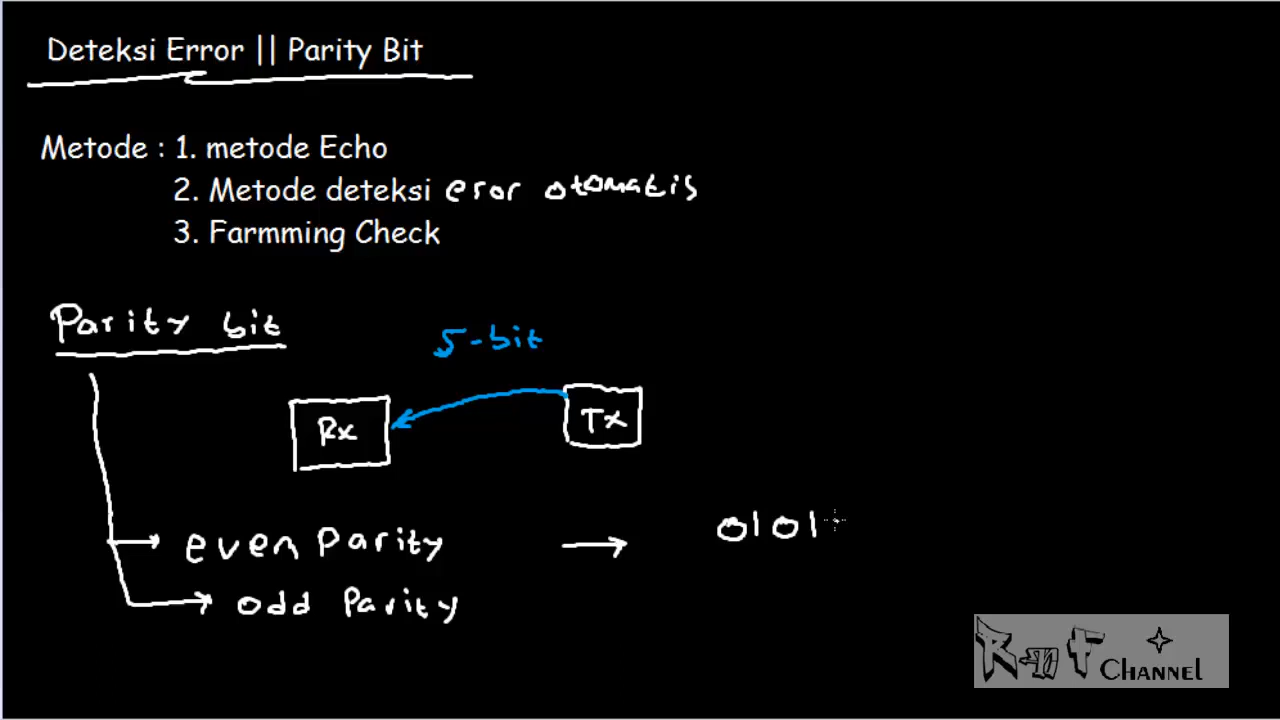 Deteksi Error || Parity Bit
Metode : 1. metode Echo
2. Metode deteksi eror otomatis
3. Farmming Check
Parity bit
5-bit
Rx
Tx
even Parity → 0101
odd Parity
RmF CHANNEL